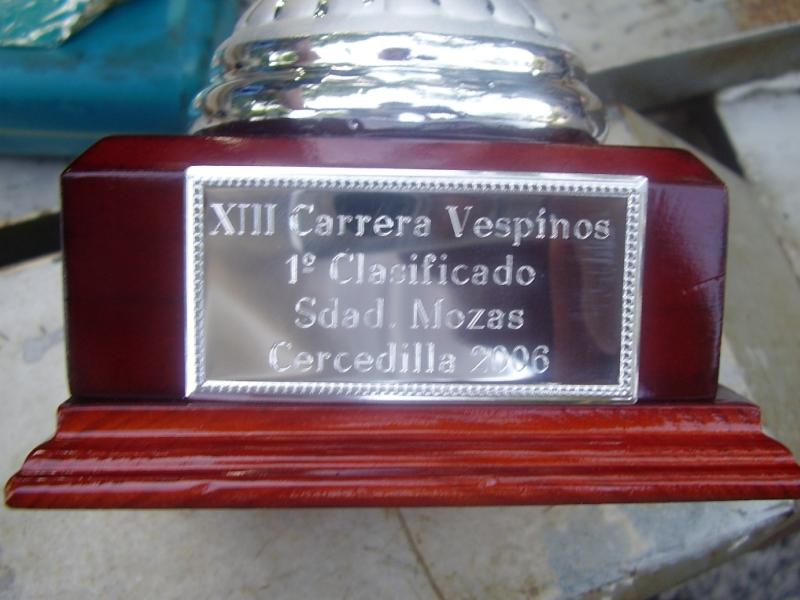 XIII Carrera Vespinos
1º Clasificado
Sdad. Mozas
Cercedilla 2006